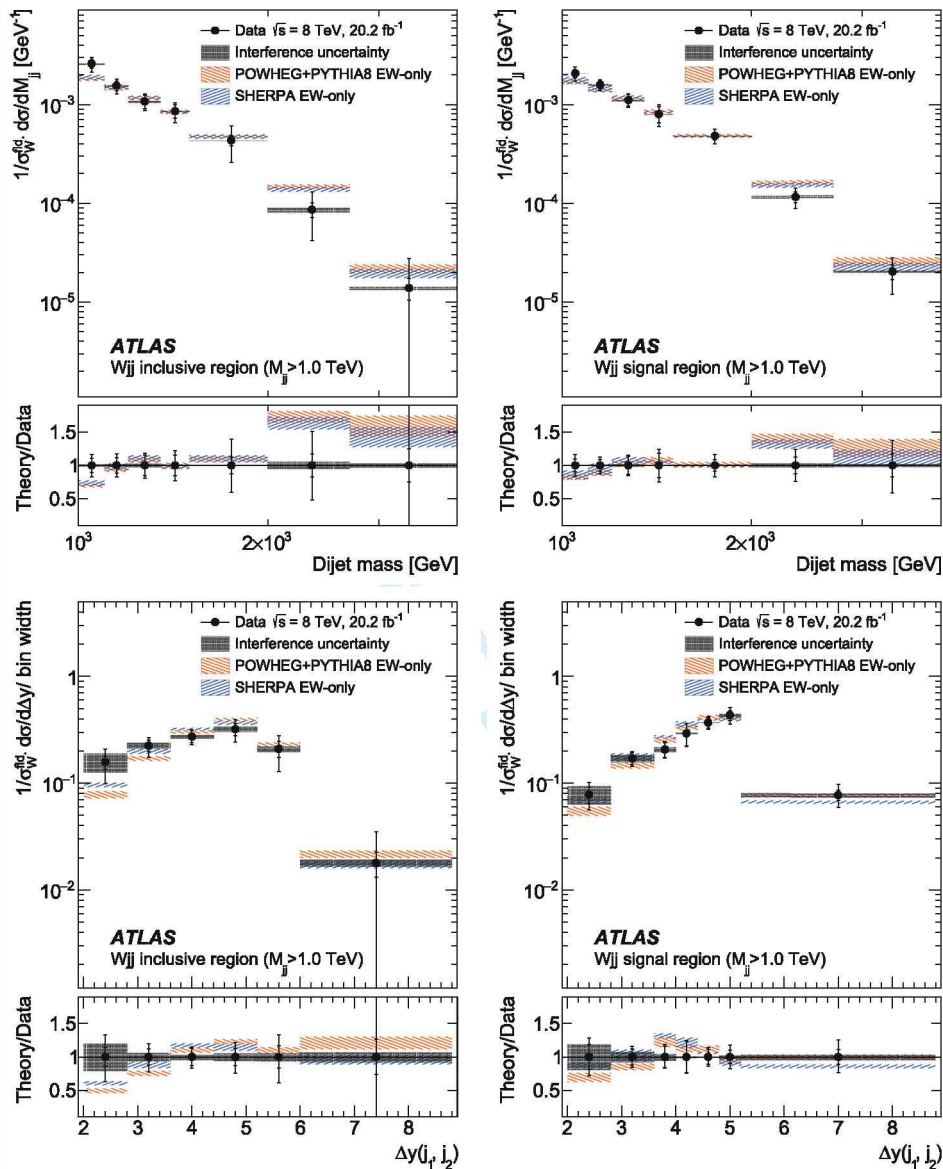 1/σ_W^fid· dσ/dM_jj [GeV⁻¹]
Data √s = 8 TeV, 20.2 fb⁻¹
Interference uncertainty
POWHEG+PYTHIA8 EW-only
SHERPA EW-only
10⁻³
10⁻⁴
10⁻⁵
ATLAS
Wjj inclusive region (M_jj>1.0 TeV)
Theory/Data
1.5
1
0.5
10³
2×10³
Dijet mass [GeV]
1/σ_W^fid· dσ/dM_jj [GeV⁻¹]
Data √s = 8 TeV, 20.2 fb⁻¹
Interference uncertainty
POWHEG+PYTHIA8 EW-only
SHERPA EW-only
10⁻³
10⁻⁴
10⁻⁵
ATLAS
Wjj signal region (M_jj>1.0 TeV)
Theory/Data
1.5
1
0.5
10³
2×10³
Dijet mass [GeV]
1/σ_W^fid· dσ/dΔy/ bin width
Data √s = 8 TeV, 20.2 fb⁻¹
Interference uncertainty
POWHEG+PYTHIA8 EW-only
SHERPA EW-only
1
10⁻¹
10⁻²
ATLAS
Wjj inclusive region (M_jj>1.0 TeV)
Theory/Data
1.5
1
0.5
2 3 4 5 6 7 8
Δy(j₁, j₂)
1/σ_W^fid· dσ/dΔy/ bin width
Data √s = 8 TeV, 20.2 fb⁻¹
Interference uncertainty
POWHEG+PYTHIA8 EW-only
SHERPA EW-only
1
10⁻¹
10⁻²
ATLAS
Wjj signal region (M_jj>1.0 TeV)
Theory/Data
1.5
1
0.5
2 3 4 5 6 7 8
Δy(j₁, j₂)